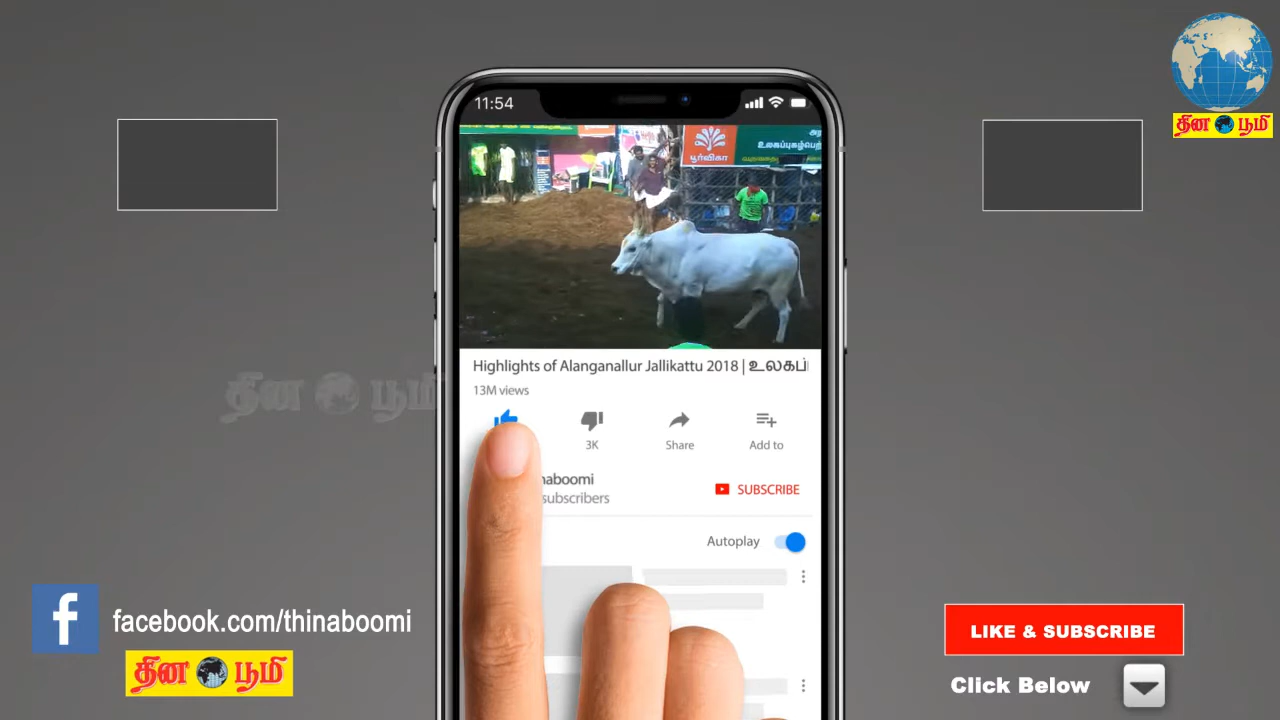 தின பூமி
11:54
பூர்விகா
Highlights of Alanganallur Jallikattu 2018 | உலகப்
13M views
3K
Share
Add to
தின பூமி
naboomi
subscribers
SUBSCRIBE
Autoplay
f facebook.com/thinaboomi
தின பூமி
LIKE & SUBSCRIBE
Click Below